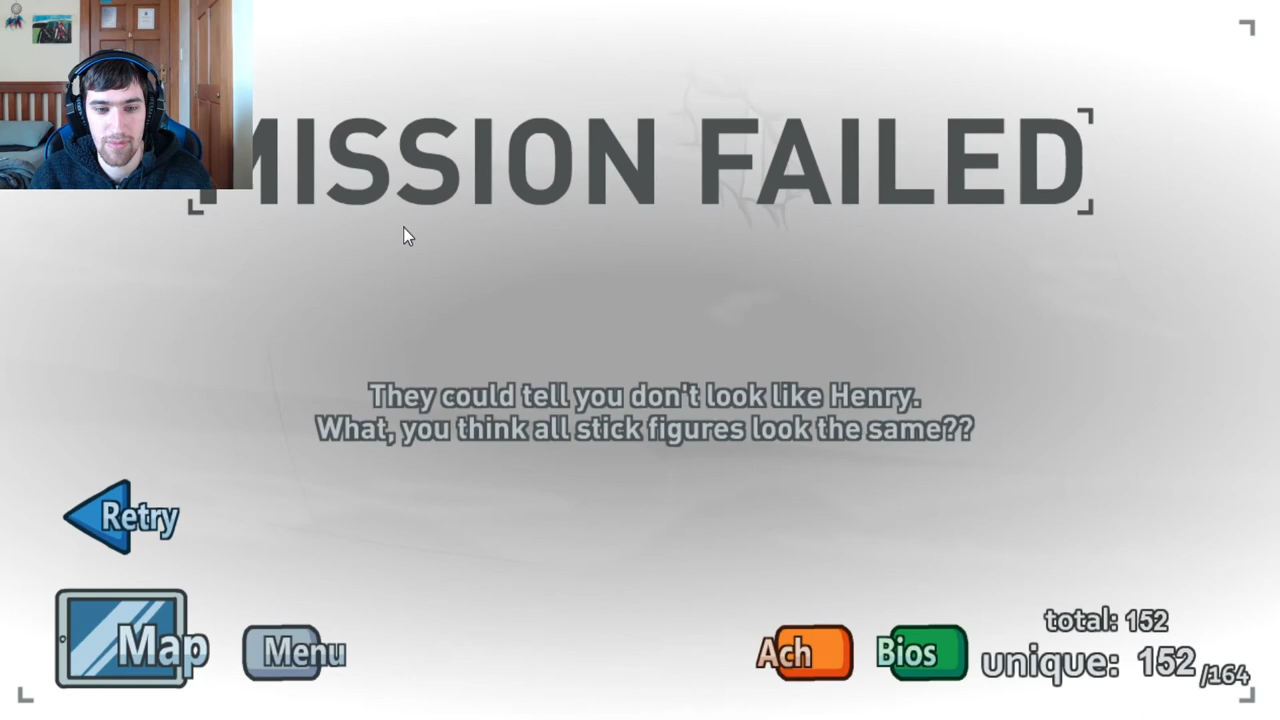 MISSION FAILED
They could tell you don't look like Henry.
What, you think all stick figures look the same??
Retry
Map
Menu
Ach
Bios
total: 152
unique: 152 /164